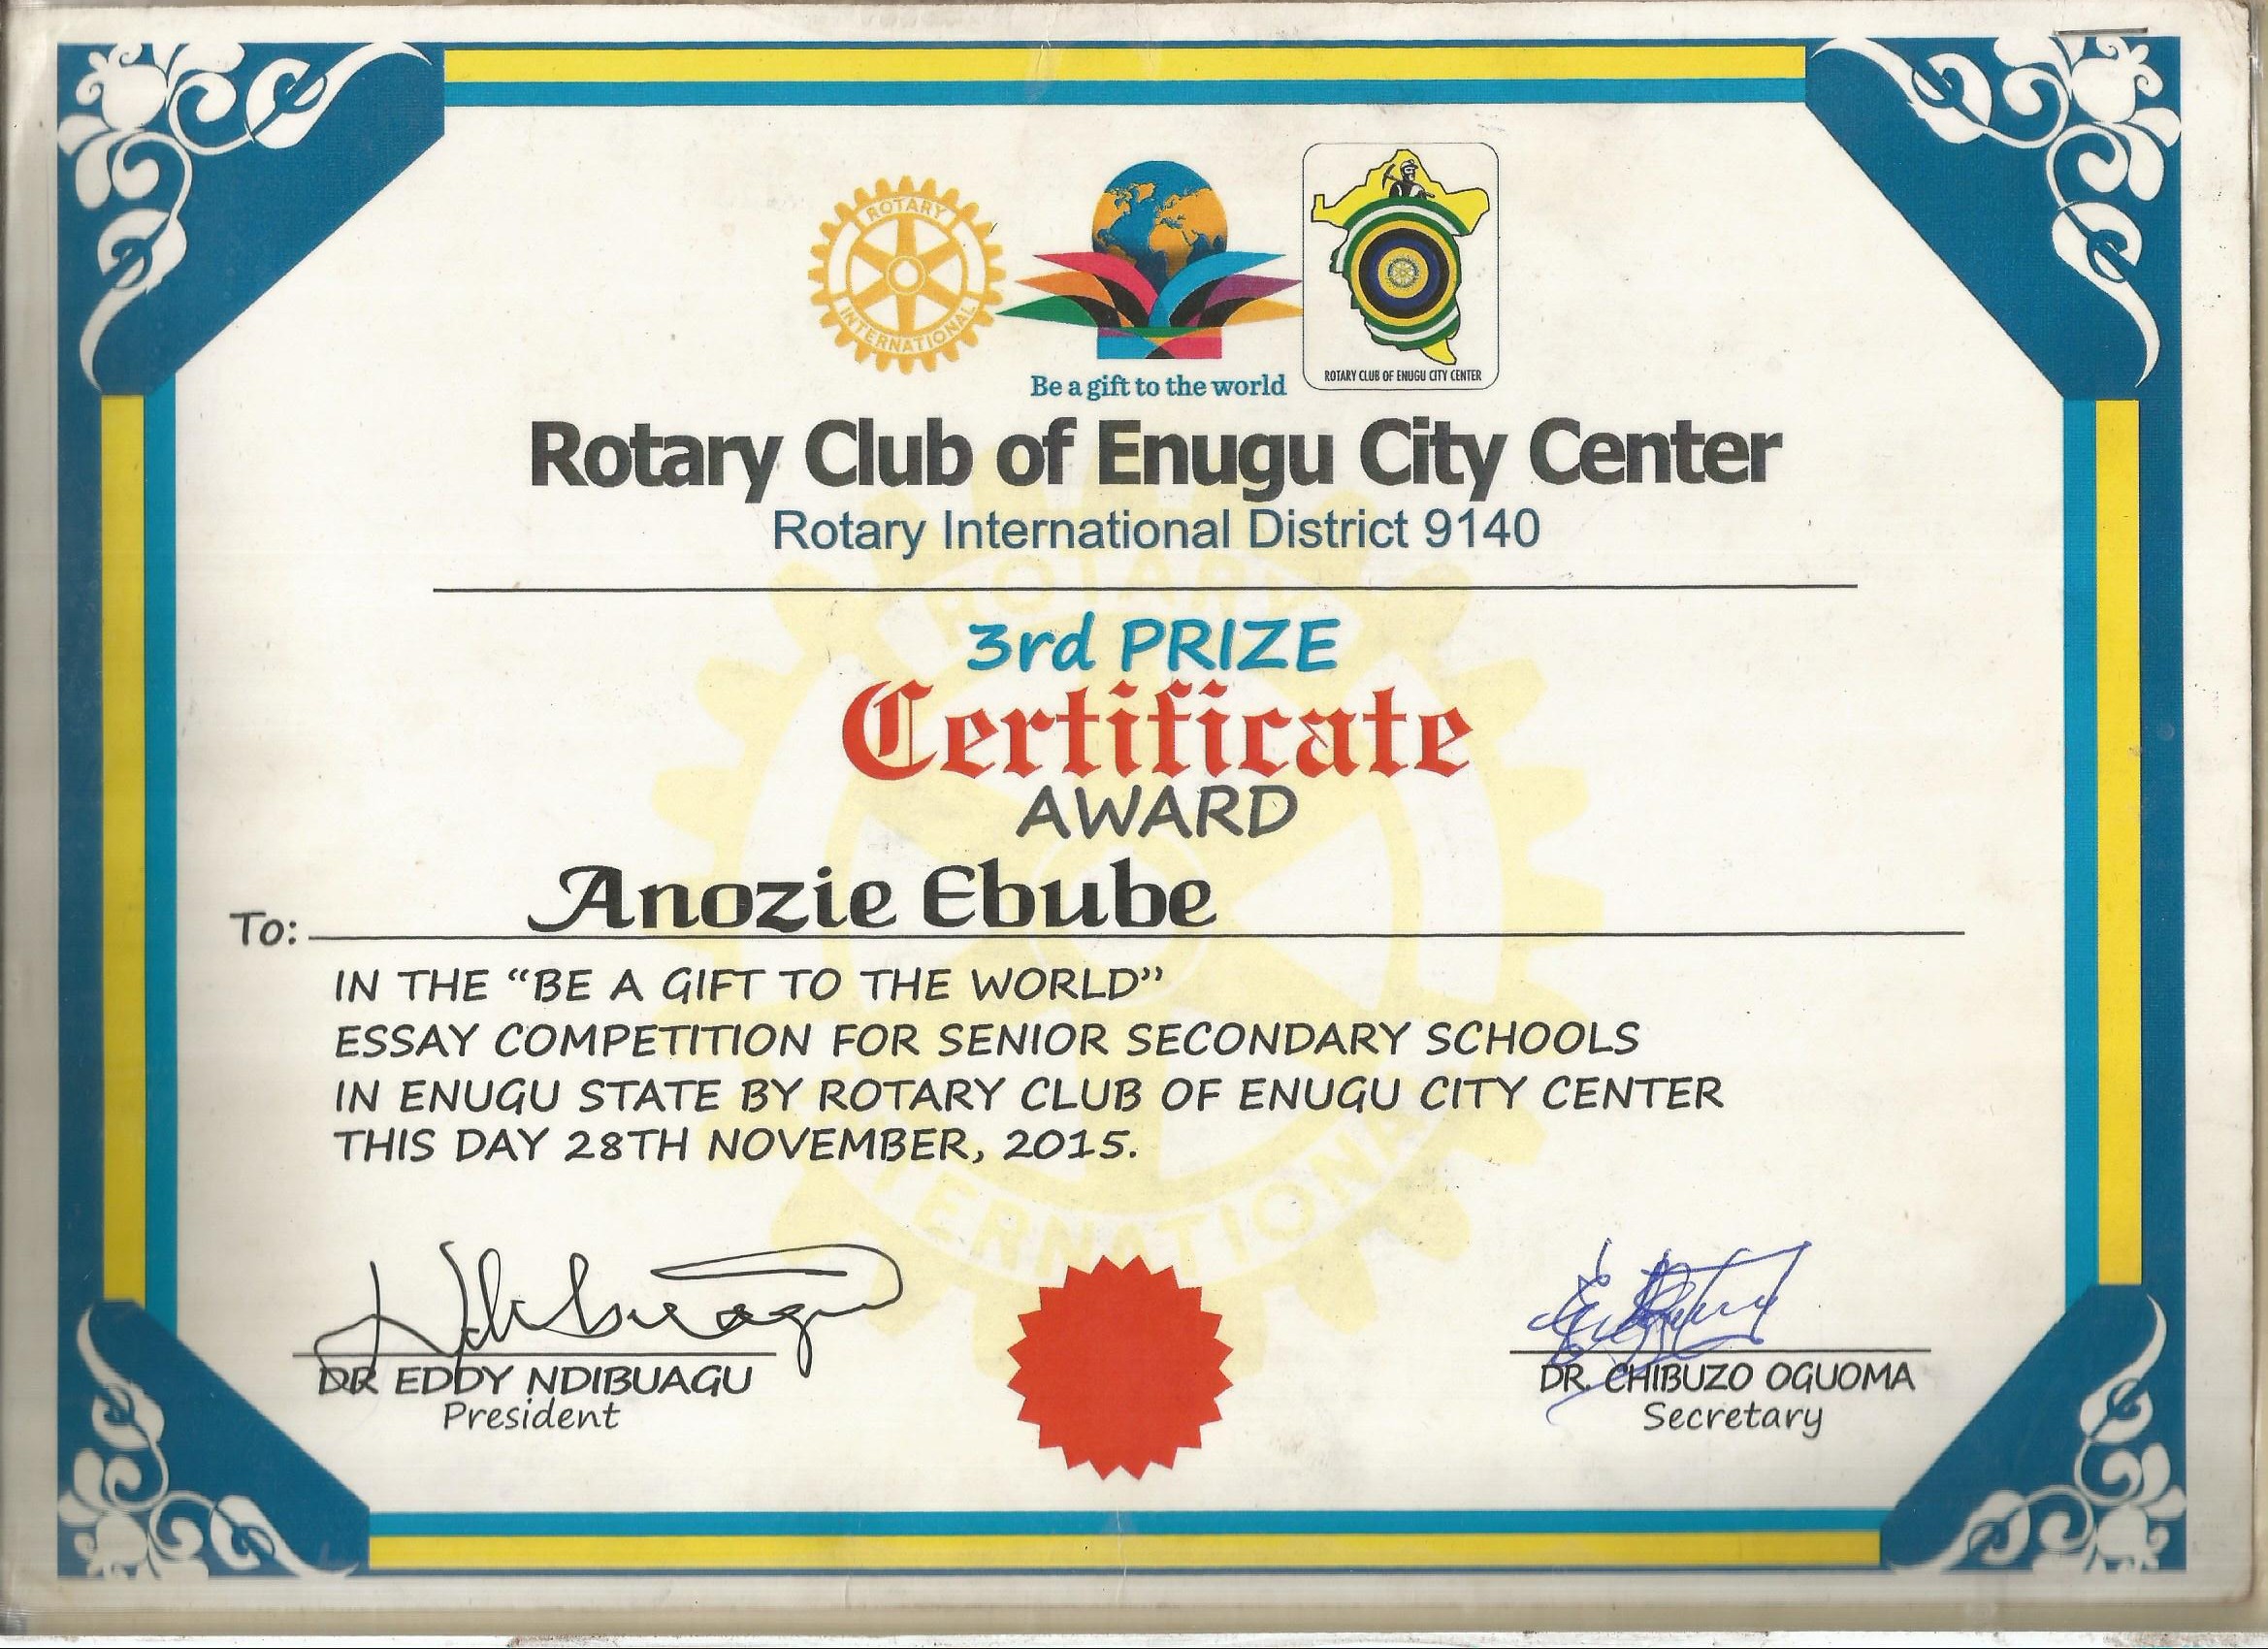 ROTARY
INTERNATIONAL
Be a gift to the world
ROTARY CLUB OF ENUGU CITY CENTER
Rotary Club of Enugu City Center
Rotary International District 9140
3rd PRIZE
Certificate
AWARD
To: Anozie Ebube
IN THE “BE A GIFT TO THE WORLD”
ESSAY COMPETITION FOR SENIOR SECONDARY SCHOOLS
IN ENUGU STATE BY ROTARY CLUB OF ENUGU CITY CENTER
THIS DAY 28TH NOVEMBER, 2015.
DR EDDY NDIBUAGU
President
DR. CHIBUZO OGUOMA
Secretary